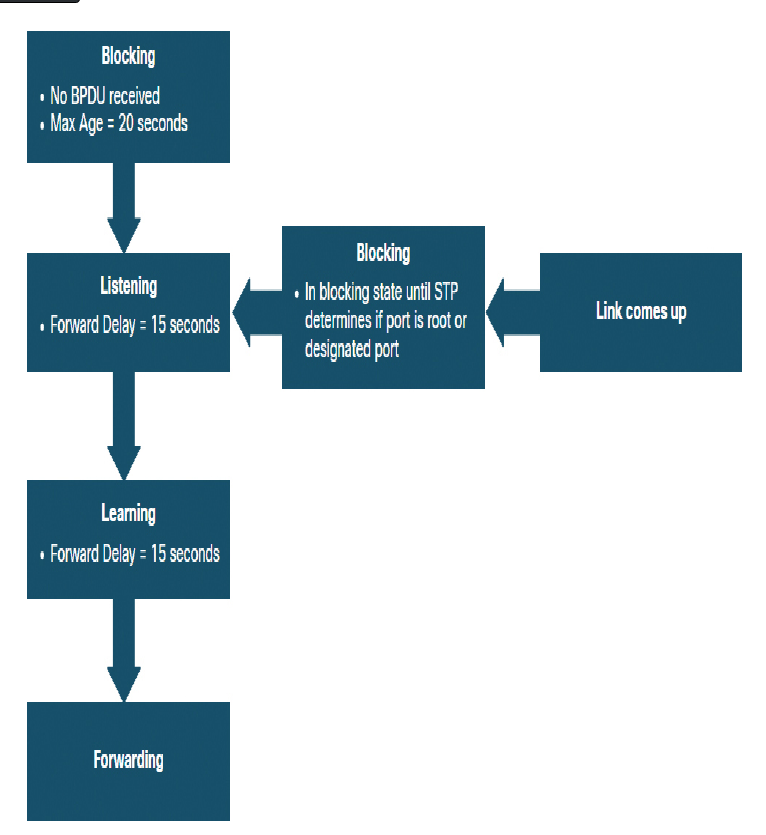 Blocking
• No BPDU received
• Max Age = 20 seconds
Listening
• Forward Delay = 15 seconds
Blocking
• In blocking state until STP
determines if port is root or
designated port
Link comes up
Learning
• Forward Delay = 15 seconds
Forwarding